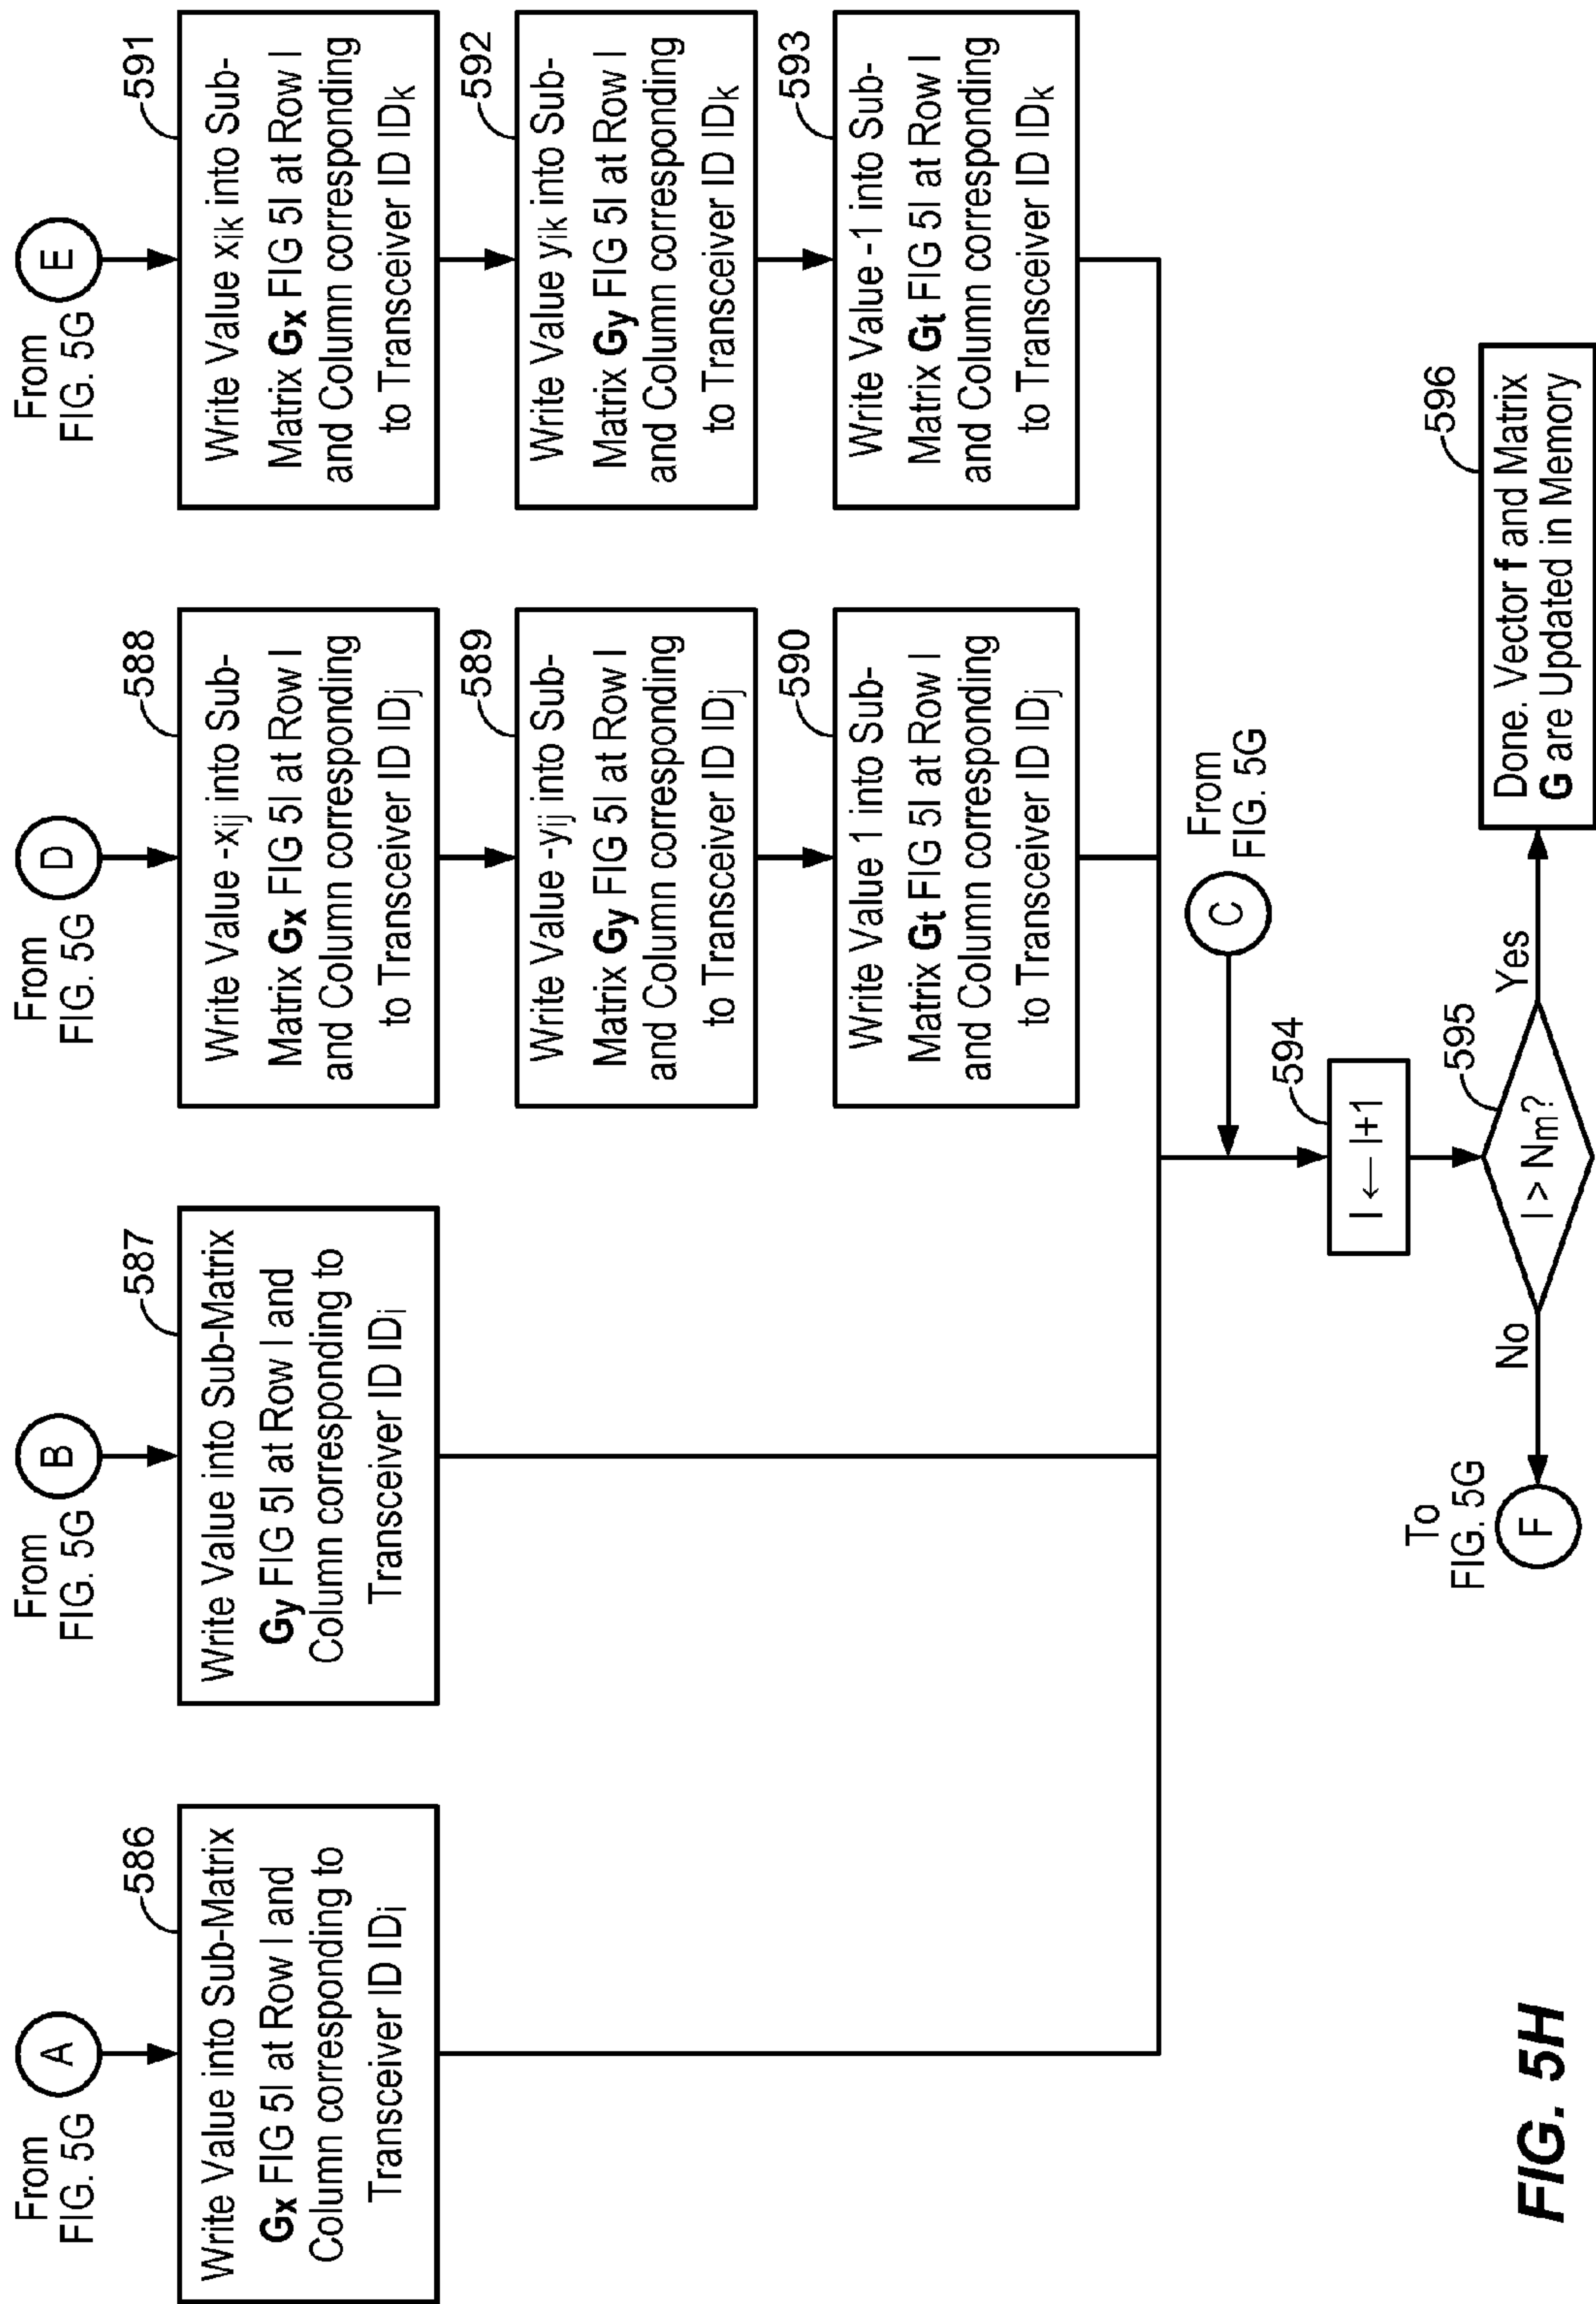 From
FIG. 5G
A
586
Write Value into Sub-Matrix
Gx FIG 5I at Row l and
Column corresponding to
Transceiver ID IDi
From
FIG. 5G
B
587
Write Value into Sub-Matrix
Gy FIG 5I at Row l and
Column corresponding to
Transceiver ID IDi
From
FIG. 5G
D
588
Write Value -xij into Sub-
Matrix Gx FIG 5I at Row l
and Column corresponding
to Transceiver ID IDj
589
Write Value -yij into Sub-
Matrix Gy FIG 5I at Row l
and Column corresponding
to Transceiver ID IDj
590
Write Value 1 into Sub-
Matrix Gt FIG 5I at Row l
and Column corresponding
to Transceiver ID IDj
From
FIG. 5G
E
591
Write Value xik into Sub-
Matrix Gx FIG 5I at Row l
and Column corresponding
to Transceiver ID IDk
592
Write Value yik into Sub-
Matrix Gy FIG 5I at Row l
and Column corresponding
to Transceiver ID IDk
593
Write Value -1 into Sub-
Matrix Gt FIG 5I at Row l
and Column corresponding
to Transceiver ID IDk
From
FIG. 5G
C
594
l ← l+1
595
l > Nm?
No
Yes
To
FIG. 5G
F
596
Done. Vector f and Matrix
G are Updated in Memory
FIG. 5H